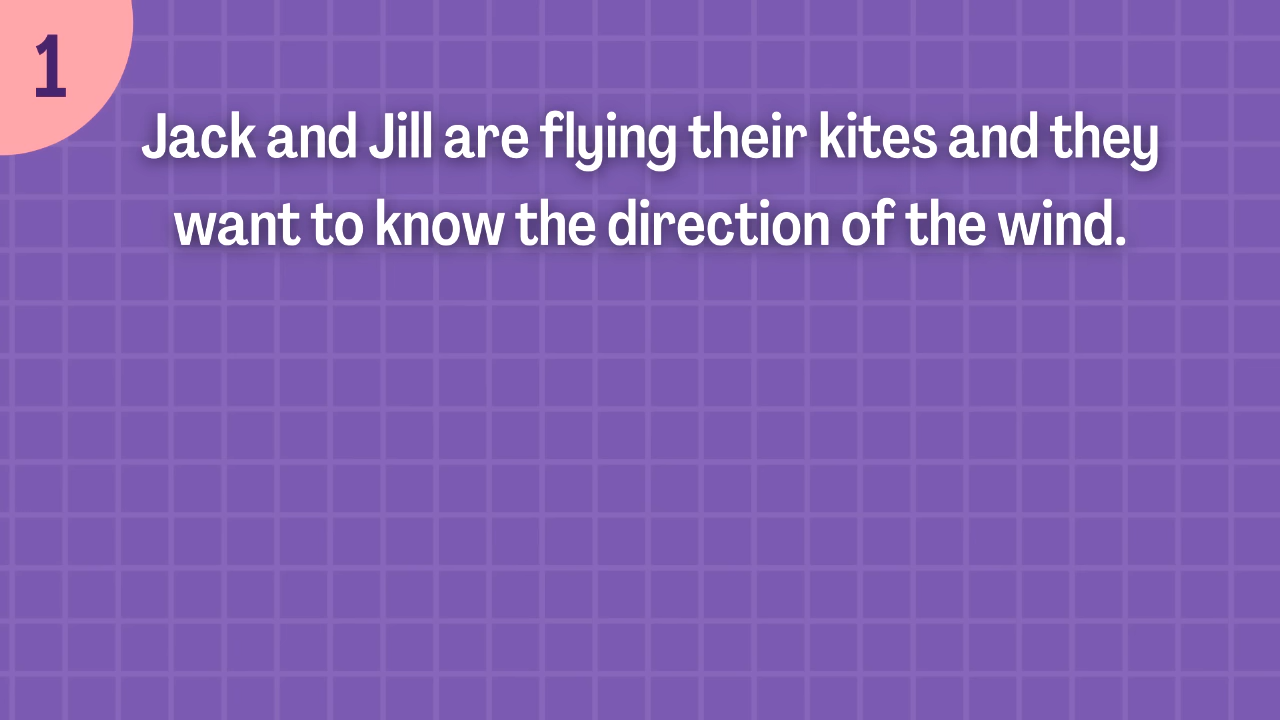 1
Jack and Jill are flying their kites and they
want to know the direction of the wind.